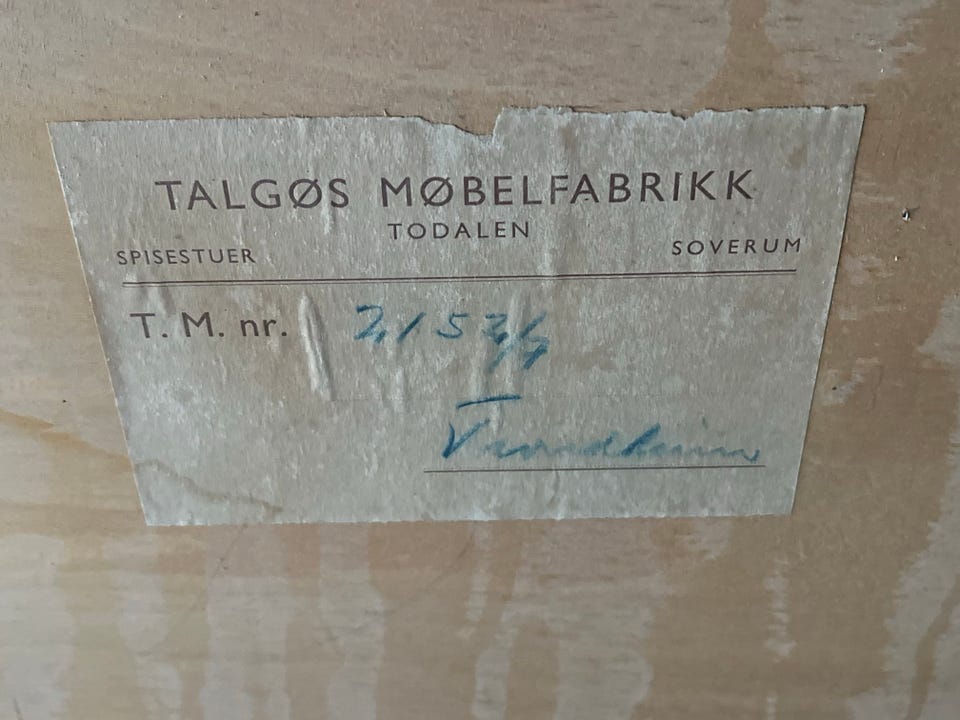 TALGØS MØBELFABRIKK
TODALEN
SPISESTUER SOVERUM
T. M. nr.
Trondheim